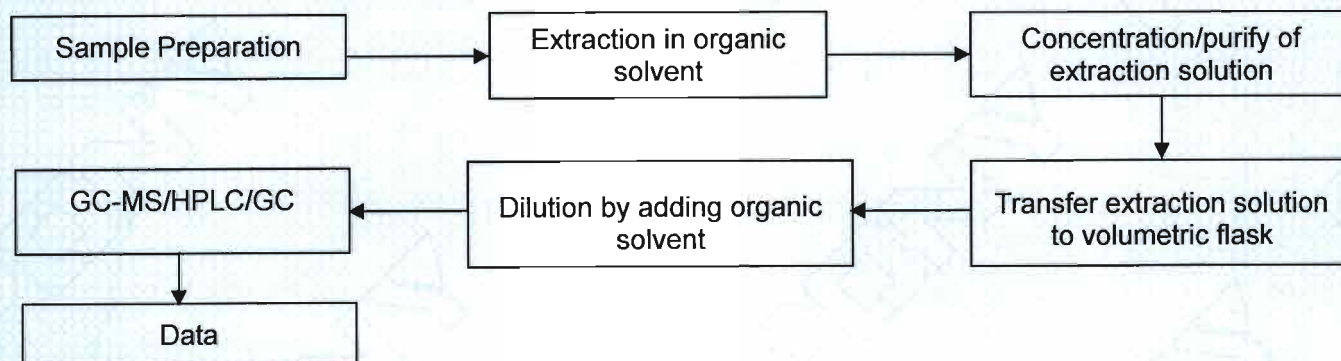 Sample Preparation
Extraction in organic
solvent
Concentration/purify of
extraction solution
Transfer extraction solution
to volumetric flask
Dilution by adding organic
solvent
GC-MS/HPLC/GC
Data